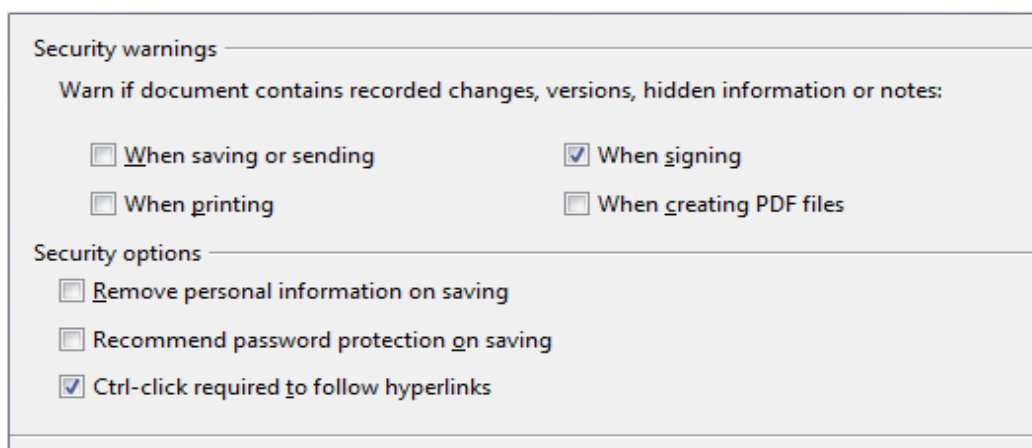 Security warnings
Warn if document contains recorded changes, versions, hidden information or notes:
When saving or sending
When signing
When printing
When creating PDF files
Security options
Remove personal information on saving
Recommend password protection on saving
Ctrl-click required to follow hyperlinks